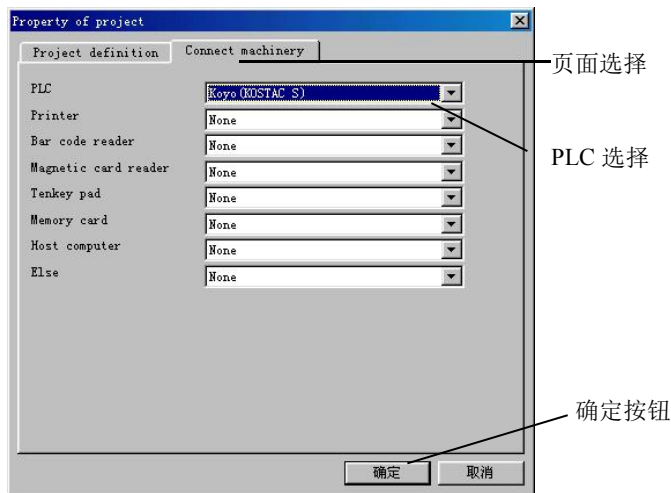 Property of project
Project definition Connect machinery
页面选择
PLC Koyo(KOSTAC S)
Printer None
Bar code reader None
PLC 选择
Magnetic card reader None
Tenkey pad None
Memory card None
Host computer None
Else None
确定按钮
确定 取消